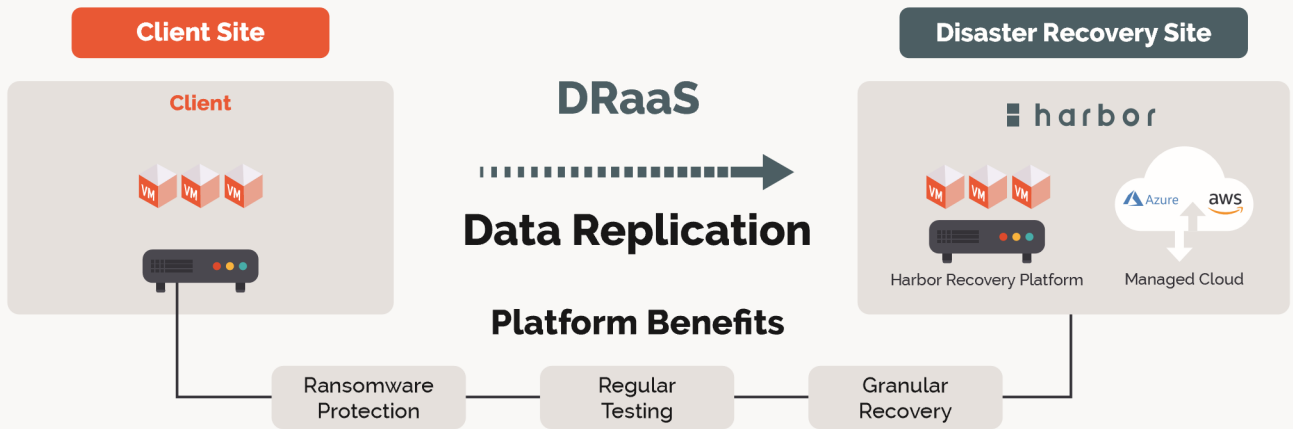 Client Site
Disaster Recovery Site
Client
VM VM VM
DRaaS
Data Replication
harbor
VM VM VM
Azure
aws
Harbor Recovery Platform
Managed Cloud
Platform Benefits
Ransomware
Protection
Regular
Testing
Granular
Recovery